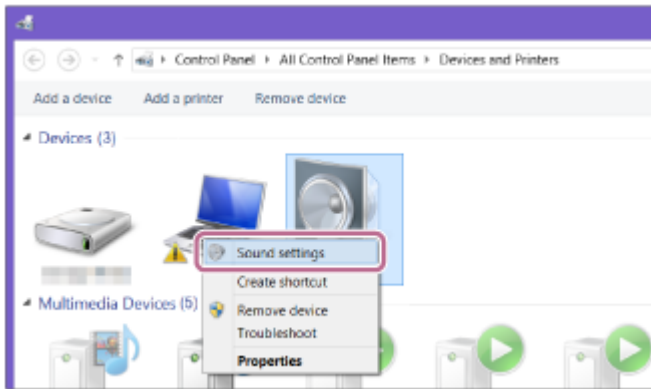 Control Panel All Control Panel Items Devices and Printers
Add a device Add a printer Remove device
Devices (3)
Sound settings
Create shortcut
Multimedia Devices (5)
Remove device
Troubleshoot
Properties